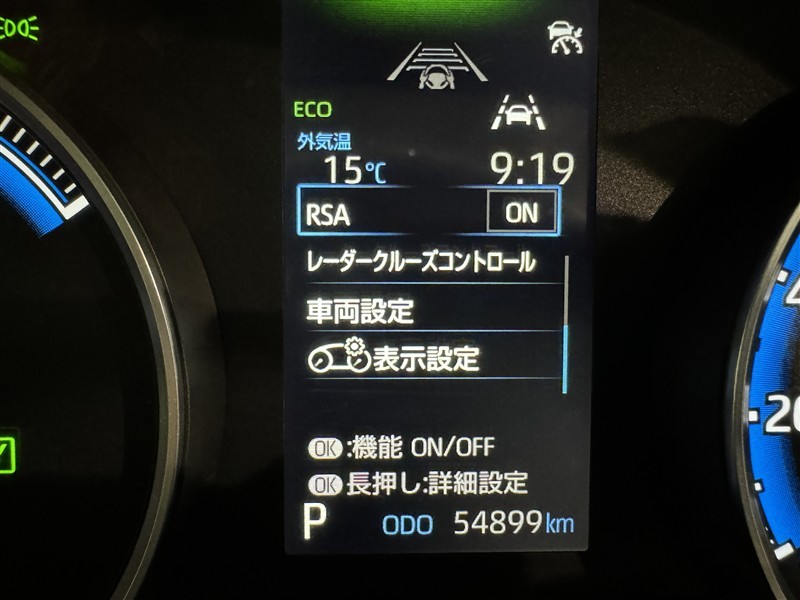 ECO
外気温
15℃ 9:19
RSA ON
レーダークルーズコントロール
車両設定
表示設定
OK:機能 ON/OFF
OK長押し:詳細設定
P ODO 54899km
20